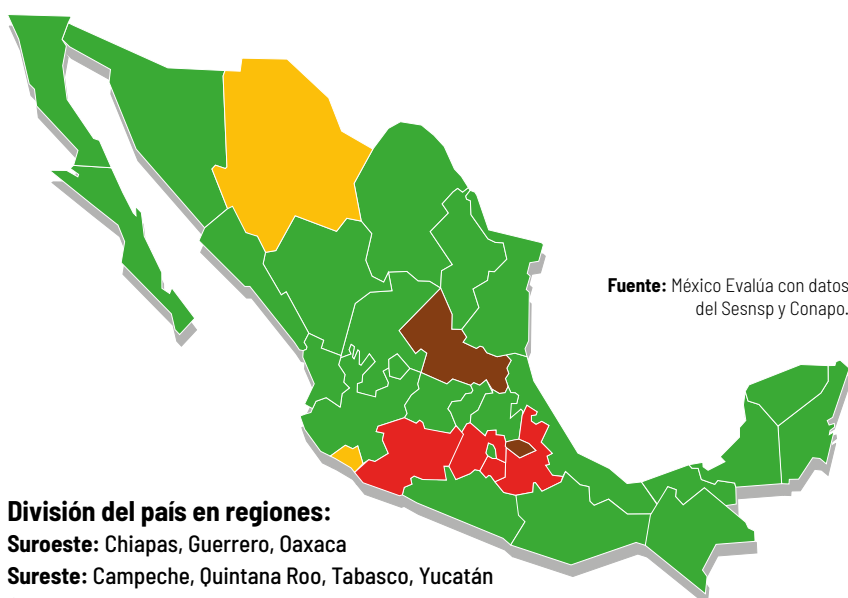 Fuente: México Evalúa con datos
del Sesnsp y Conapo.
División del país en regiones:
Suroeste: Chiapas, Guerrero, Oaxaca
Sureste: Campeche, Quintana Roo, Tabasco, Yucatán